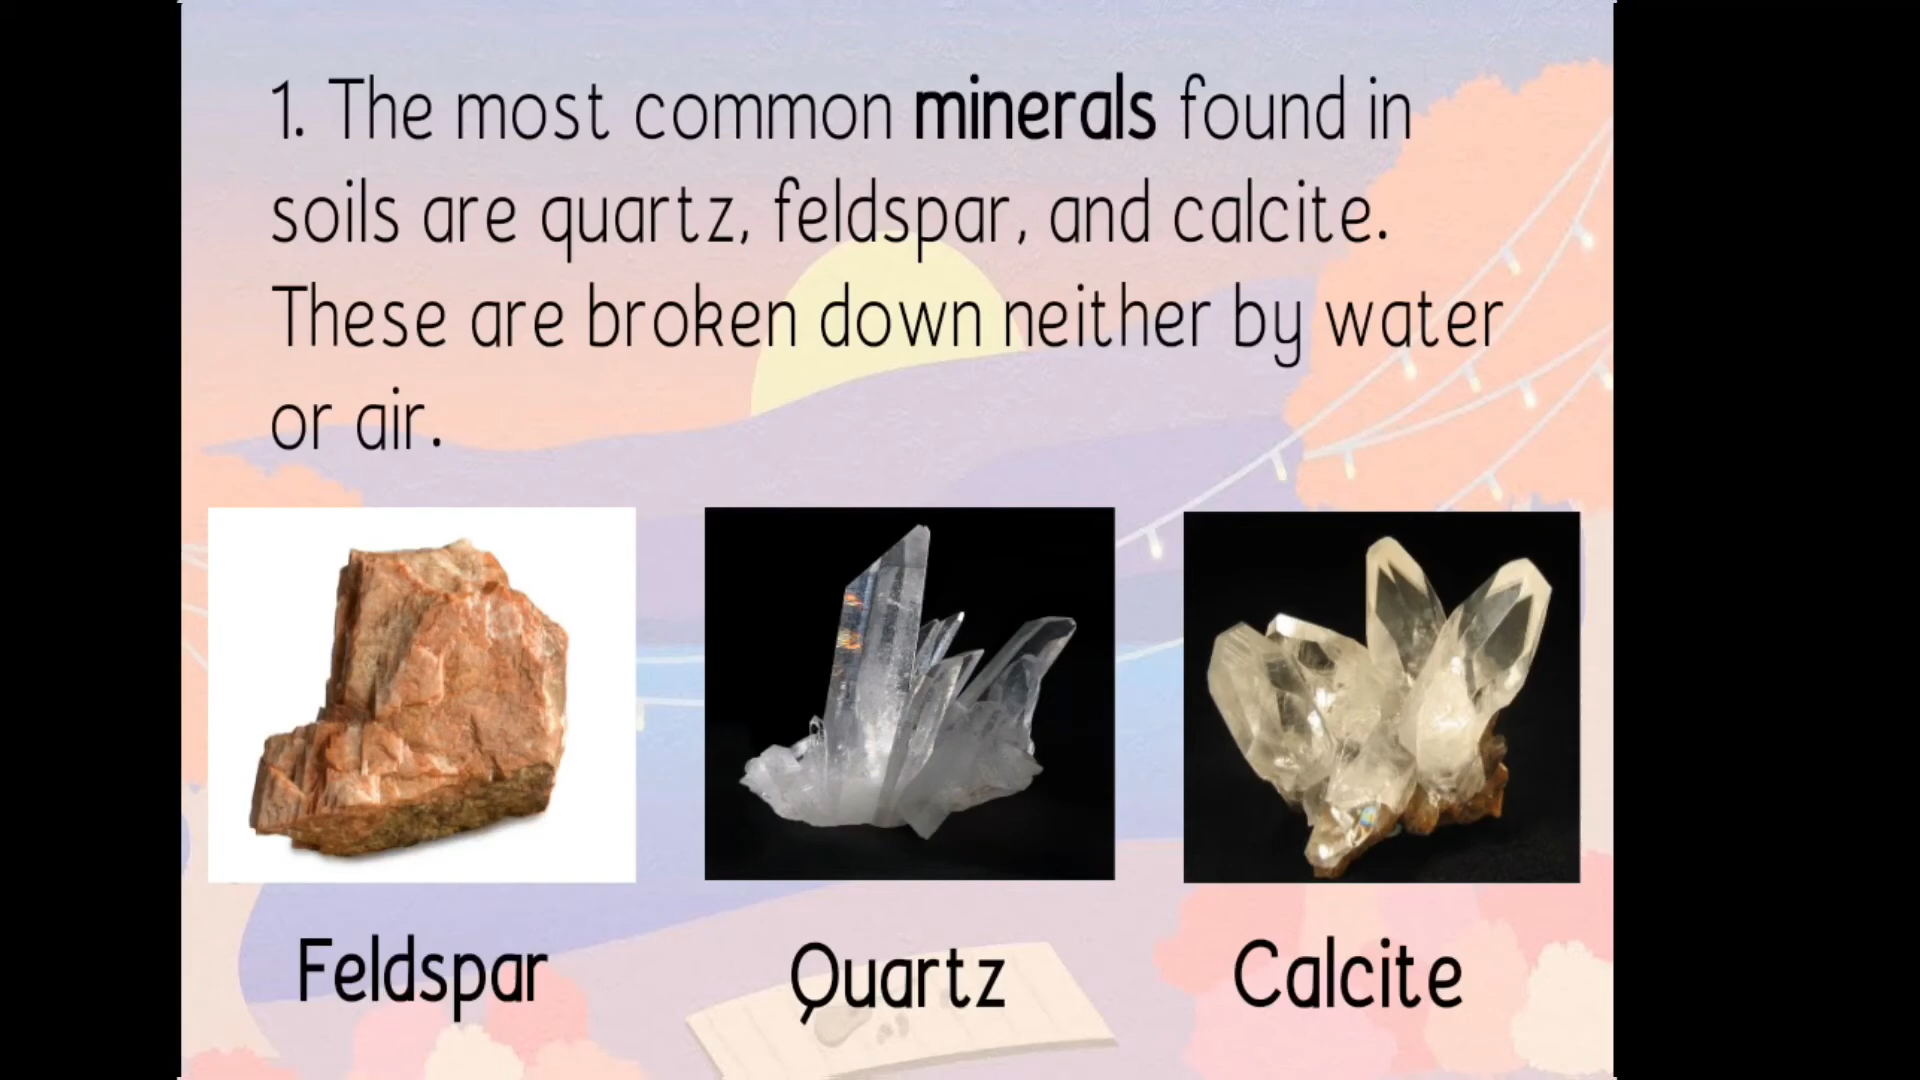 1. The most common minerals found in
soils are quartz, feldspar, and calcite.
These are broken down neither by water
or air.
Feldspar
Quartz
Calcite